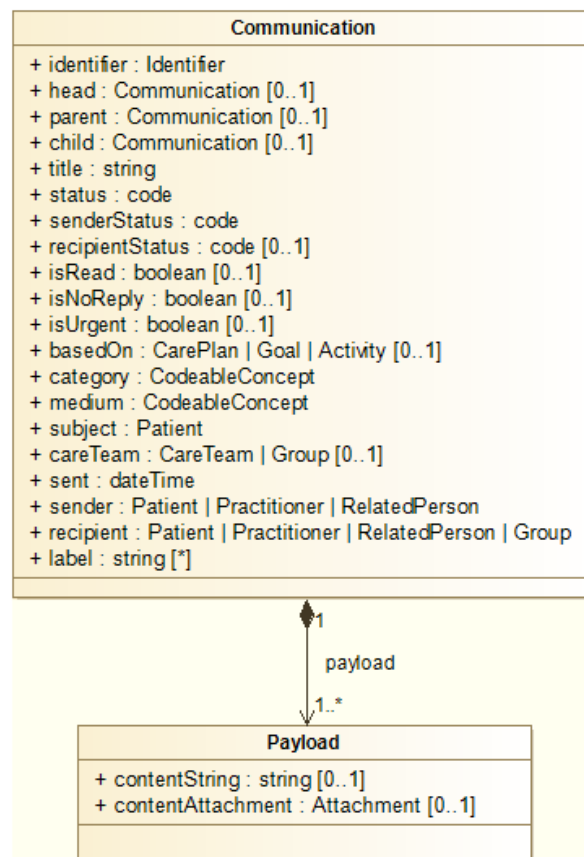 Communication
+ identifier : Identifier
+ head : Communication [0..1]
+ parent : Communication [0..1]
+ child : Communication [0..1]
+ title : string
+ status : code
+ senderStatus : code
+ recipientStatus : code [0..1]
+ isRead : boolean [0..1]
+ isNoReply : boolean [0..1]
+ isUrgent : boolean [0..1]
+ basedOn : CarePlan | Goal | Activity [0..1]
+ category : CodeableConcept
+ medium : CodeableConcept
+ subject : Patient
+ careTeam : CareTeam | Group [0..1]
+ sent : dateTime
+ sender : Patient | Practitioner | RelatedPerson
+ recipient : Patient | Practitioner | RelatedPerson | Group
+ label : string [*]
1
payload
1..*
Payload
+ contentString : string [0..1]
+ contentAttachment : Attachment [0..1]